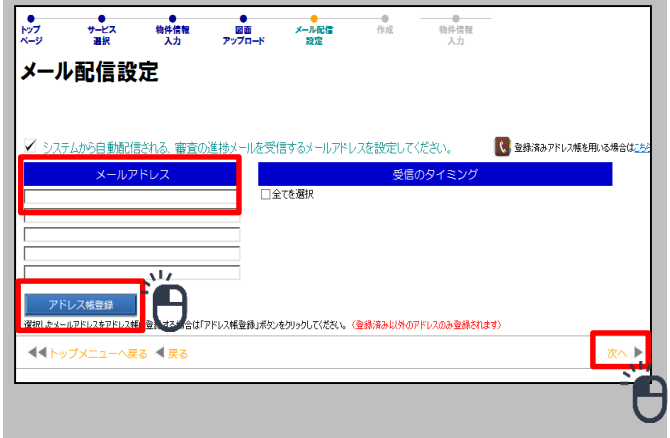 トップ
ページ
サービス
選択
物件情報
入力
図面
アップロード
メール配信
設定
作成
物件情報
入力
メール配信設定
システムから自動配信される、審査の進捗メールを受信するメールアドレスを設定してください。
登録済みアドレス帳を用いる場合はこちら
メールアドレス
受信のタイミング
全てを選択
アドレス帳登録
選択したメールアドレスをアドレス帳登録する場合は「アドレス帳登録」ボタンをクリックしてください。（登録済み以外のアドレスのみ登録されます）
トップメニューへ戻る
戻る
次へ